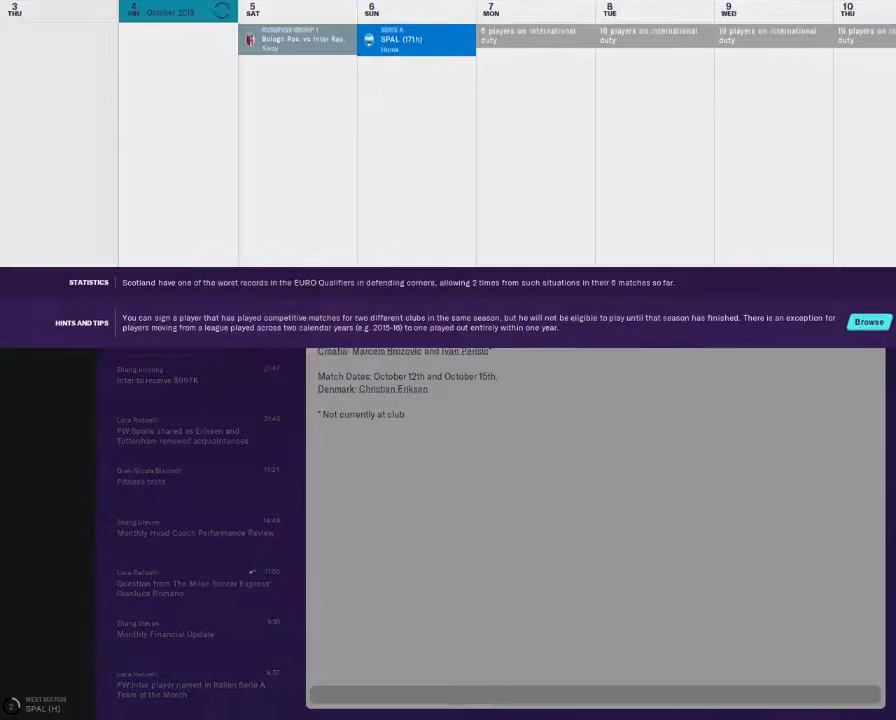 3
THU
4
FRI October 2019
5
SAT
6
SUN
7
MON
8
TUE
9
WED
10
THU
RESERVES GROUP 1
Bologn Res. vs Inter Res.
Away
SERIE A
SPAL (17th)
Home
6 players on international
duty
16 players on international
duty
19 players on international
duty
19 players on in
duty
STATISTICS
Scotland have one of the worst records in the EURO Qualifiers in defending corners, allowing 2 times from such situations in their 6 matches so far.
HINTS AND TIPS
You can sign a player that has played competitive matches for two different clubs in the same season, but he will not be eligible to play until that season has finished. There is an exception for
players moving from a league played across two calendar years (e.g. 2015-16) to one played out entirely within one year.
Browse
Croatia: Marcelo Brozovic and Ivan Perisic*
Match Dates: October 12th and October 15th.
Denmark: Christian Eriksen
* Not currently at club
Zhang Jindong 21:47
Inter to receive $997K
Luca Redaelli 21:46
FW:Spoils shared as Eriksen and
Tottenham renewed acquaintances
Gian Nicola Bisciotti
Fitness tests
Zhang Steven 14:48
Monthly Head Coach Performance Review
Luca Redaelli 11:50
Question from The Milan Soccer Express'
Gianluca Romano
Zhang Steven
Monthly Financial Update
Luca Redaelli
FW:Inter player named in Italian Serie A
Team of the Month
2
NEXT MATCH
SPAL (H)